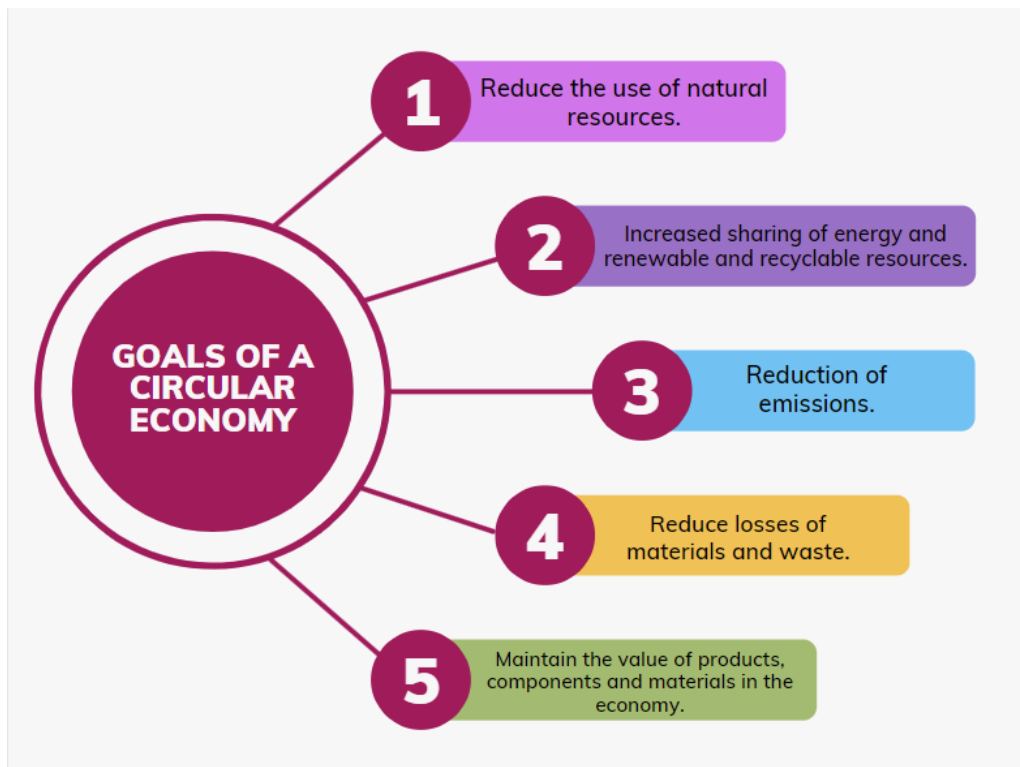 GOALS OF A
CIRCULAR
ECONOMY
1
Reduce the use of natural
resources.
2
Increased sharing of energy and
renewable and recyclable resources.
3
Reduction of
emissions.
4
Reduce losses of
materials and waste.
5
Maintain the value of products,
components and materials in the
economy.